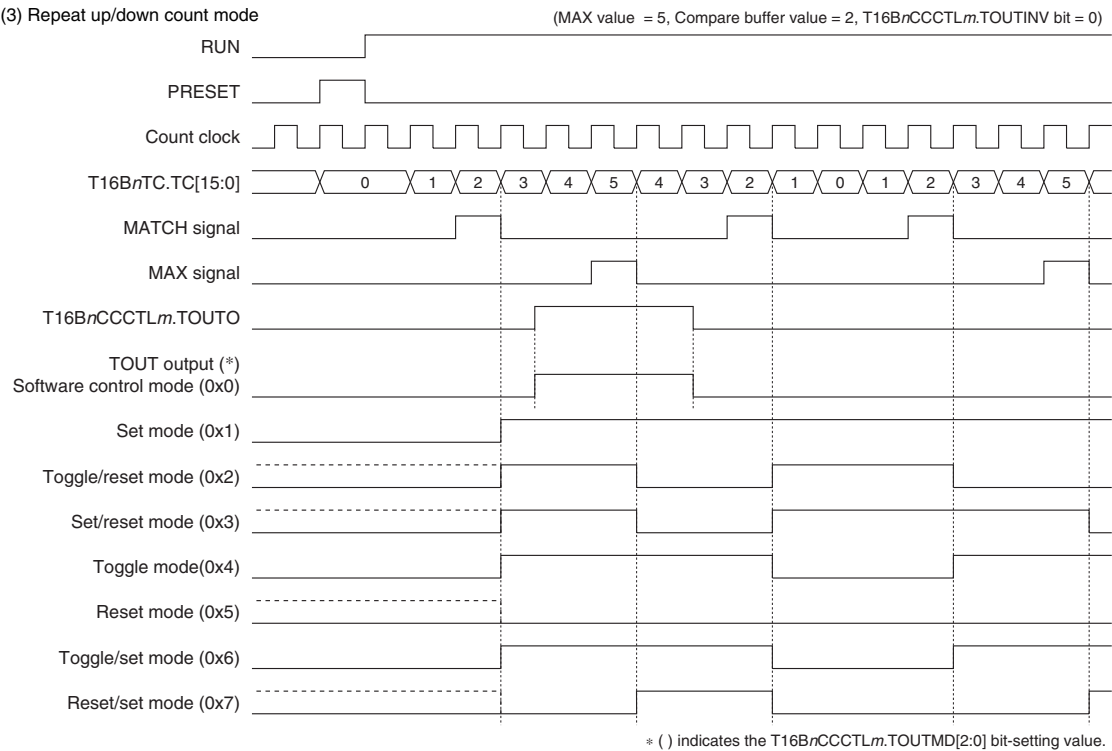 (3) Repeat up/down count mode
(MAX value = 5, Compare buffer value = 2, T16BnCCCTLm.TOUTINV bit = 0)
RUN
PRESET
Count clock
T16BnTC.TC[15:0]
0 1 2 3 4 5 4 3 2 1 0 1 2 3 4 5
MATCH signal
MAX signal
T16BnCCCTLm.TOUTO
TOUT output (*)
Software control mode (0x0)
Set mode (0x1)
Toggle/reset mode (0x2)
Set/reset mode (0x3)
Toggle mode(0x4)
Reset mode (0x5)
Toggle/set mode (0x6)
Reset/set mode (0x7)
* ( ) indicates the T16BnCCCTLm.TOUTMD[2:0] bit-setting value.